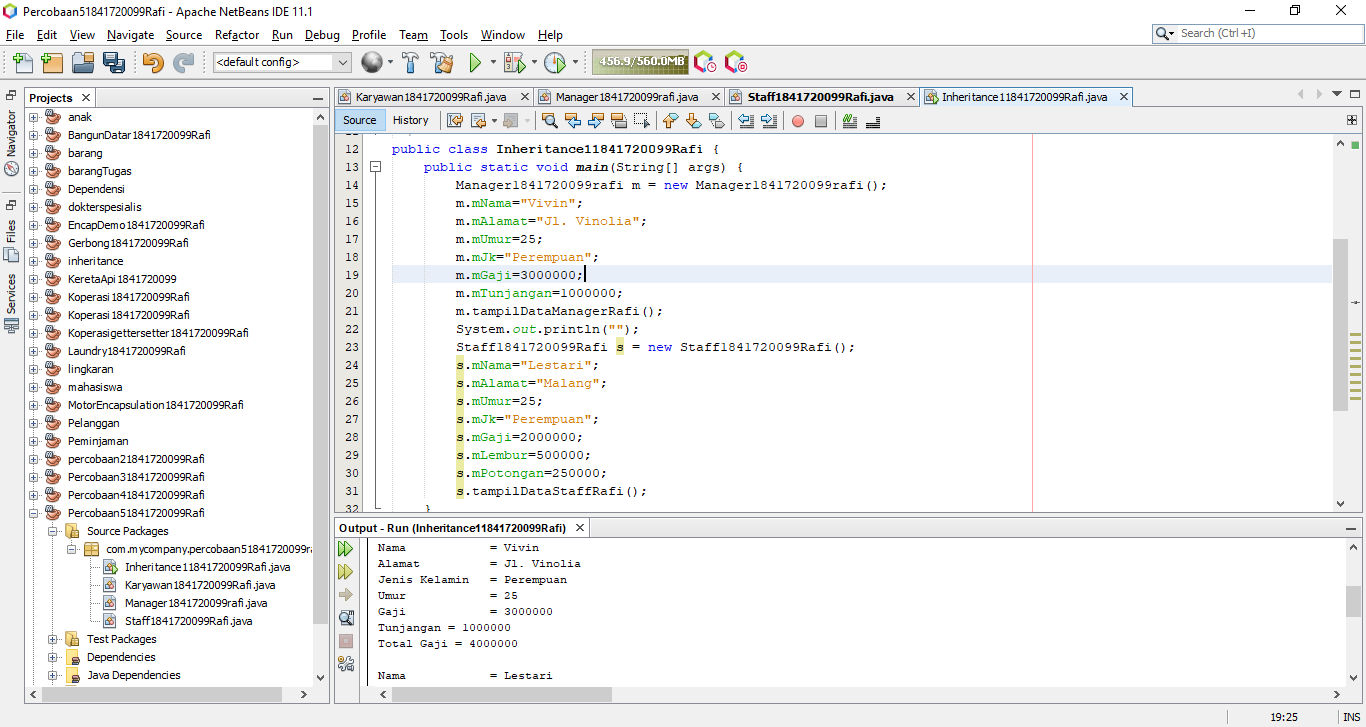 Percobaan51841720099Rafi - Apache NetBeans IDE 11.1
File Edit View Navigate Source Refactor Run Debug Profile Team Tools Window Help
Search (Ctrl+I)
<default config>
456.9/560.0MB
Navigator
Files
Services
Projects
anak
BangunDatar1841720099Rafi
barang
barangTugas
Dependensi
dokterspesialis
EncapDemo1841720099Rafi
Gerbong1841720099Rafi
inheritance
KeretaApi1841720099
Koperasi1841720099Rafi
Koperasi1841720099Rafi
Koperasigettersetter1841720099Rafi
Laundry1841720099Rafi
lingkaran
mahasiswa
MotorEncapsulation1841720099Rafi
Pelanggan
Peminjaman
percobaan21841720099Rafi
Percobaan31841720099Rafi
Percobaan41841720099Rafi
Percobaan51841720099Rafi
Source Packages
com.mycompany.percobaan51841720099r
Inheritance11841720099Rafi.java
Karyawan1841720099Rafi.java
Manager1841720099rafi.java
Staff1841720099Rafi.java
Test Packages
Dependencies
Java Dependencies
Karyawan1841720099Rafi.java Manager1841720099rafi.java Staff1841720099Rafi.java Inheritance11841720099Rafi.java
Source History
12 public class Inheritance11841720099Rafi {
13 public static void main(String[] args) {
14 Manager1841720099rafi m = new Manager1841720099rafi();
15 m.mNama="Vivin";
16 m.mAlamat="Jl. Vinolia";
17 m.mUmur=25;
18 m.mJk="Perempuan";
19 m.mGaji=3000000;
20 m.mTunjangan=1000000;
21 m.tampilDataManagerRafi();
22 System.out.println("");
23 Staff1841720099Rafi s = new Staff1841720099Rafi();
24 s.mNama="Lestari";
25 s.mAlamat="Malang";
26 s.mUmur=25;
27 s.mJk="Perempuan";
28 s.mGaji=2000000;
29 s.mLembur=500000;
30 s.mPotongan=250000;
31 s.tampilDataStaffRafi();
32 }
Output - Run (Inheritance11841720099Rafi)
Nama = Vivin
Alamat = Jl. Vinolia
Jenis Kelamin = Perempuan
Umur = 25
Gaji = 3000000
Tunjangan = 1000000
Total Gaji = 4000000
Nama = Lestari
19:25 INS